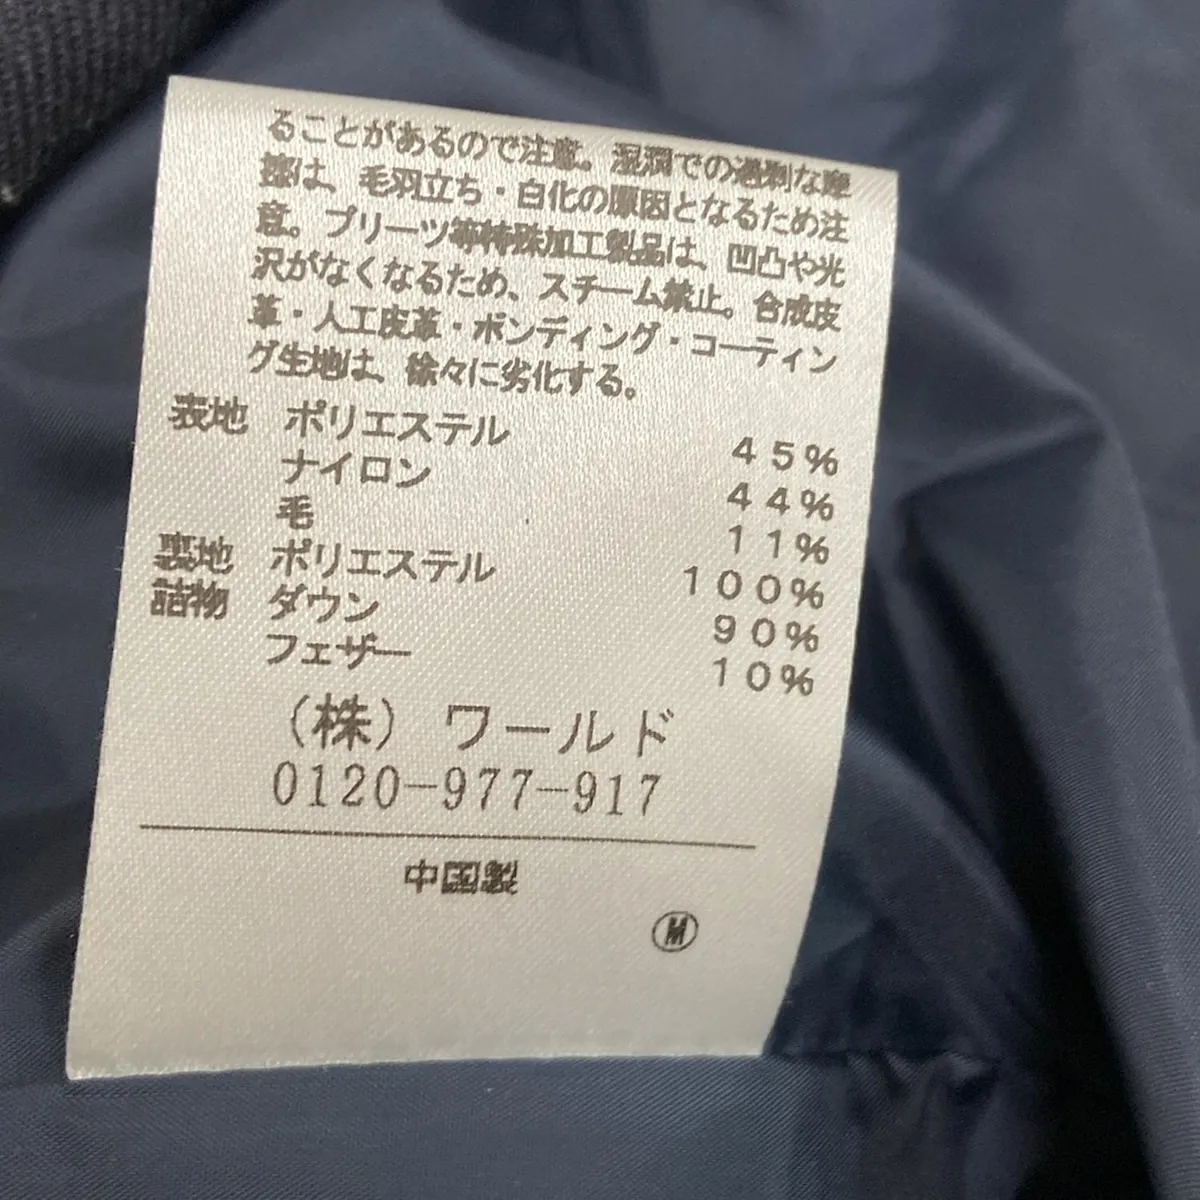 ることがあるので注意。湿潤での過剰な摩
擦は、毛羽立ち・白化の原因となるため注
意。プリーツ等特殊加工製品は、凹凸や光
沢がなくなるため、スチーム禁止。合成皮
革・人工皮革・ボンディング・コーティン
グ生地は、徐々に劣化する。
表地 ポリエステル 45%
ナイロン 44%
毛 11%
裏地 ポリエステル 100%
詰物 ダウン 90%
フェザー 10%
(株) ワールド
0120-977-917
中国製
Ⓜ